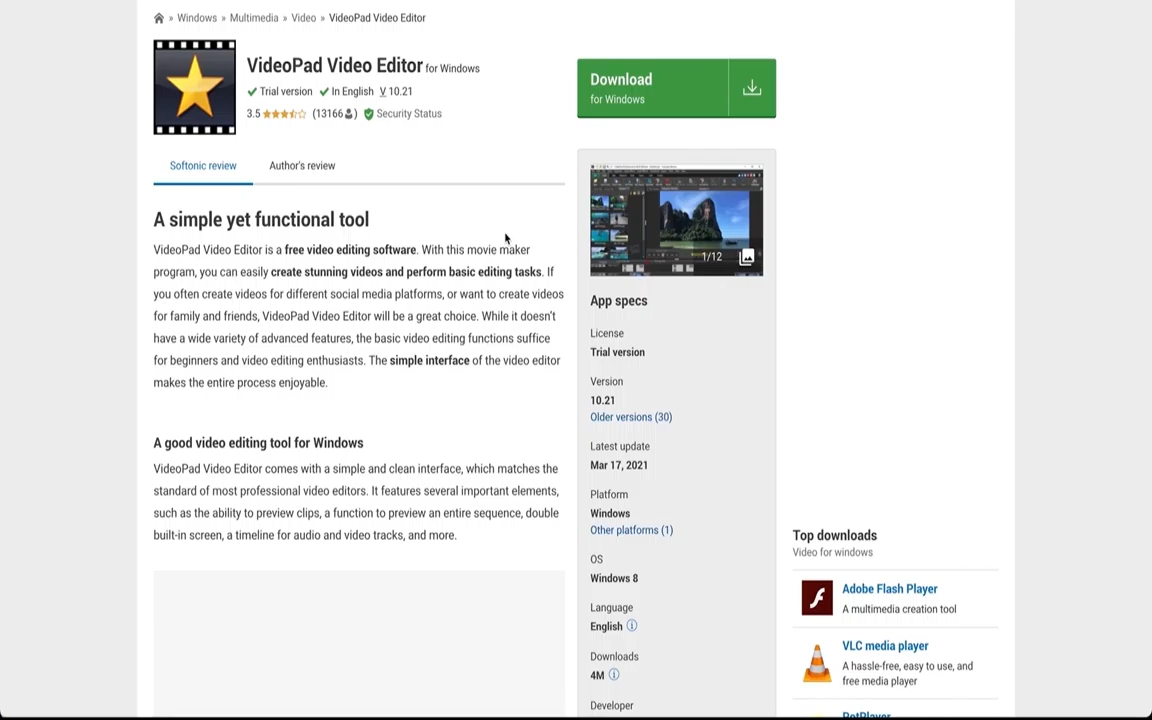 » Windows » Multimedia » Video » VideoPad Video Editor
VideoPad Video Editor for Windows
Trial version In English V 10.21
3.5 (13166) Security Status
Download
for Windows
Softonic review Author's review
A simple yet functional tool
VideoPad Video Editor is a free video editing software. With this movie maker
program, you can easily create stunning videos and perform basic editing tasks. If
you often create videos for different social media platforms, or want to create videos
for family and friends, VideoPad Video Editor will be a great choice. While it doesn't
have a wide variety of advanced features, the basic video editing functions suffice
for beginners and video editing enthusiasts. The simple interface of the video editor
makes the entire process enjoyable.
A good video editing tool for Windows
VideoPad Video Editor comes with a simple and clean interface, which matches the
standard of most professional video editors. It features several important elements,
such as the ability to preview clips, a function to preview an entire sequence, double
built-in screen, a timeline for audio and video tracks, and more.
1/12
App specs
License
Trial version
Version
10.21
Older versions (30)
Latest update
Mar 17, 2021
Platform
Windows
Other platforms (1)
OS
Windows 8
Language
English
Downloads
4M
Developer
Top downloads
Video for windows
Adobe Flash Player
A multimedia creation tool
VLC media player
A hassle-free, easy to use, and
free media player
PotPlayer